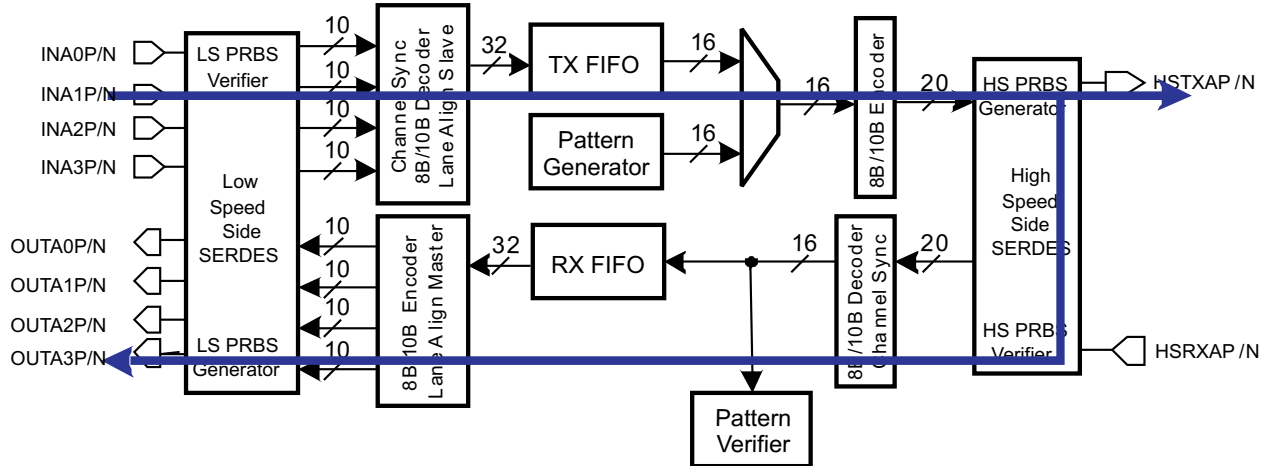 INA0P/N
INA1P/N
INA2P/N
INA3P/N
OUTA0P/N
OUTA1P/N
OUTA2P/N
OUTA3P/N
LS PRBS
Verifier
Low
Speed
Side
SERDES
LS PRBS
Generator
10
10
10
10
10
10
10
10
Channel Sync
8B/10B Decoder
Lane Align Slave
8B/10B Encoder
Lane Align Master
32
TX FIFO
Pattern
Generator
16
16
16
8B/10B Encoder
20
32
RX FIFO
16
Pattern
Verifier
8B/10B Decoder
Channel Sync
20
HS PRBS
Generator
High
Speed
Side
SERDES
HS PRBS
Verifier
HSTXAP/N
HSRXAP/N